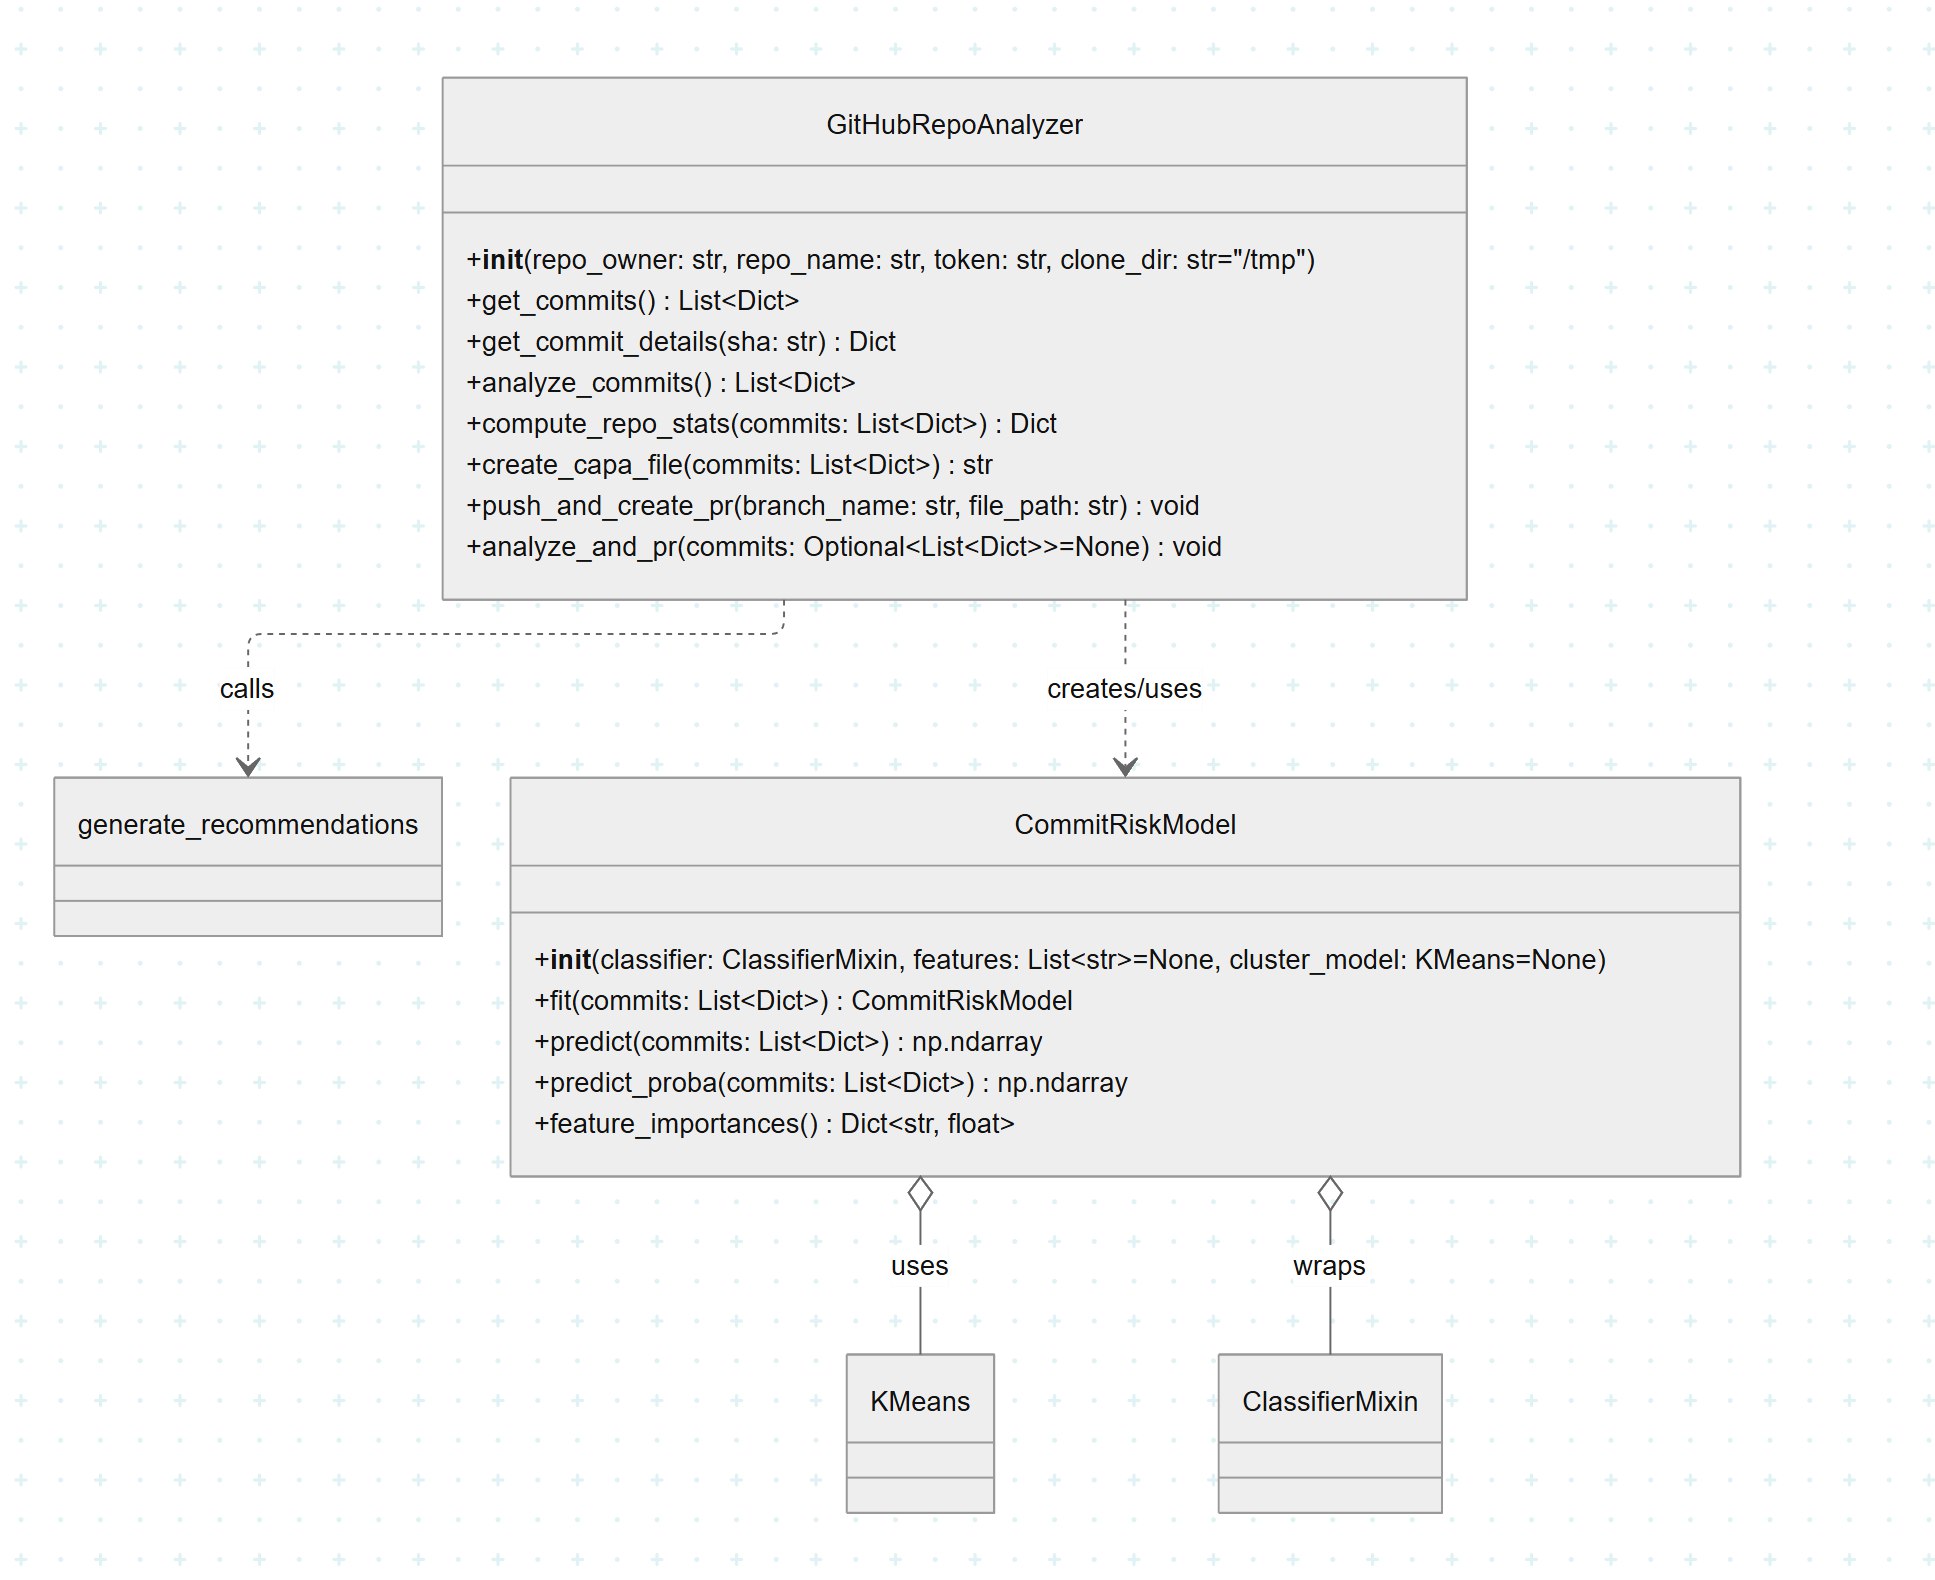 GitHubRepoAnalyzer
+init(repo_owner: str, repo_name: str, token: str, clone_dir: str="/tmp")
+get_commits() : List<Dict>
+get_commit_details(sha: str) : Dict
+analyze_commits() : List<Dict>
+compute_repo_stats(commits: List<Dict>) : Dict
+create_capa_file(commits: List<Dict>) : str
+push_and_create_pr(branch_name: str, file_path: str) : void
+analyze_and_pr(commits: Optional<List<Dict>>=None) : void
calls
creates/uses
generate_recommendations
CommitRiskModel
+init(classifier: ClassifierMixin, features: List<str>=None, cluster_model: KMeans=None)
+fit(commits: List<Dict>) : CommitRiskModel
+predict(commits: List<Dict>) : np.ndarray
+predict_proba(commits: List<Dict>) : np.ndarray
+feature_importances() : Dict<str, float>
uses
wraps
KMeans
ClassifierMixin